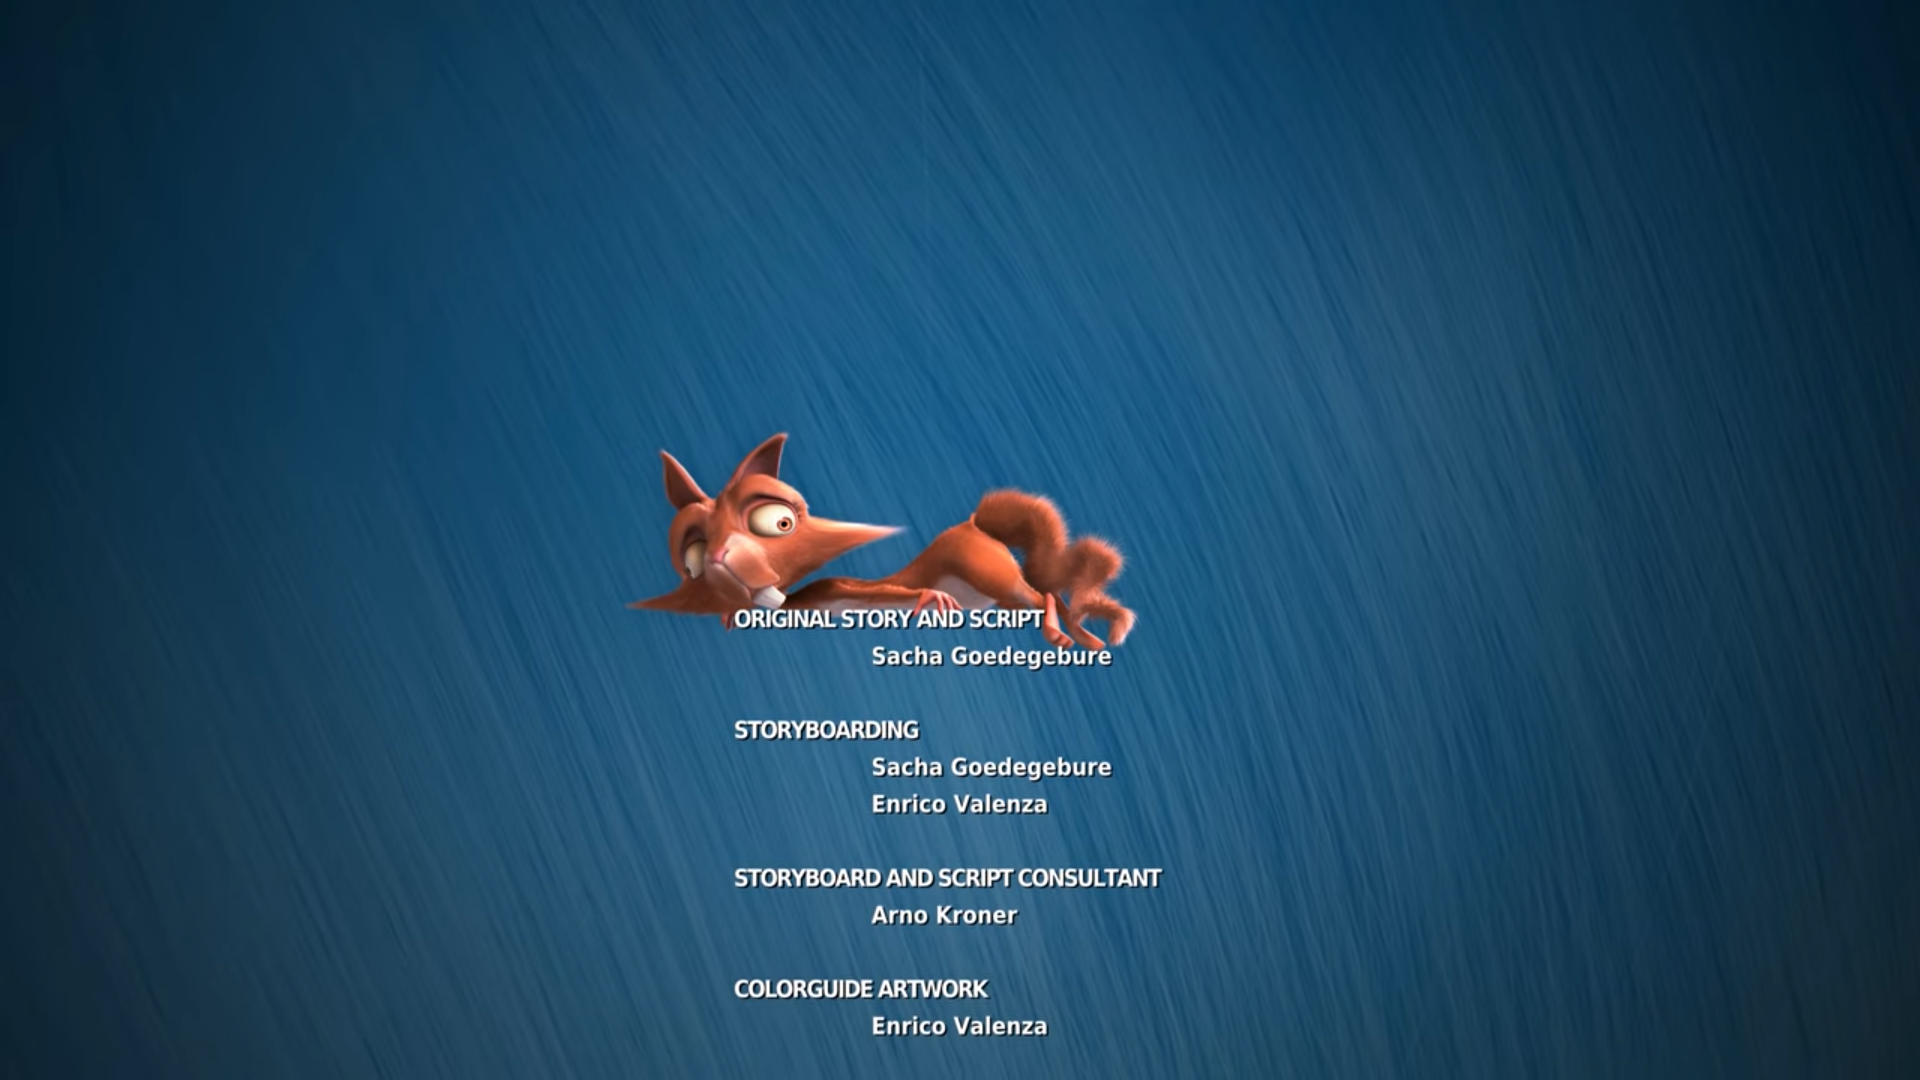 ORIGINAL STORY AND SCRIPT
Sacha Goedegebure
STORYBOARDING
Sacha Goedegebure
Enrico Valenza
STORYBOARD AND SCRIPT CONSULTANT
Arno Kroner
COLORGUIDE ARTWORK
Enrico Valenza